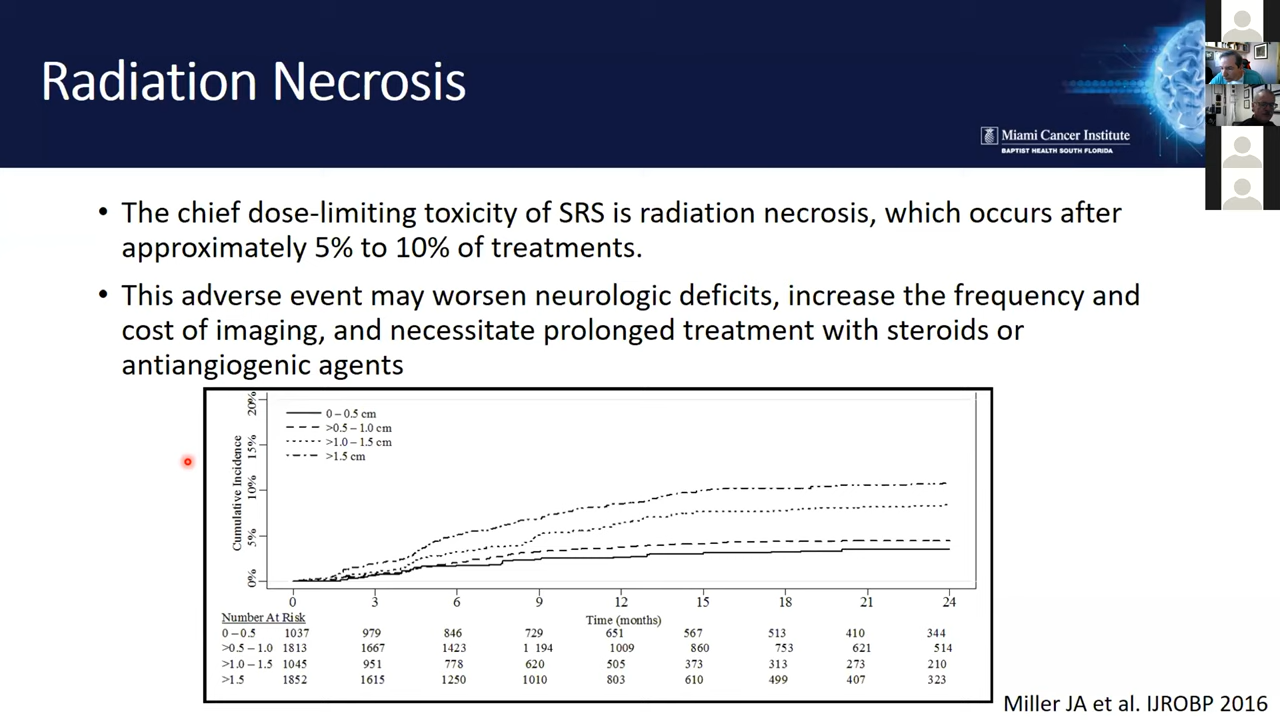 Radiation Necrosis
Miami Cancer Institute
BAPTIST HEALTH SOUTH FLORIDA
• The chief dose-limiting toxicity of SRS is radiation necrosis, which occurs after
approximately 5% to 10% of treatments.
• This adverse event may worsen neurologic deficits, increase the frequency and
cost of imaging, and necessitate prolonged treatment with steroids or
antiangiogenic agents
Cumulative Incidence
20%
15%
10%
5%
0%
0 – 0.5 cm
>0.5 – 1.0 cm
>1.0 – 1.5 cm
>1.5 cm
0 3 6 9 12 15 18 21 24
Time (months)
Number At Risk
0 – 0.5 1037 979 846 729 651 567 513 410 344
>0.5 – 1.0 1813 1667 1423 1 194 1009 860 753 621 514
>1.0 – 1.5 1045 951 778 620 505 373 313 273 210
>1.5 1852 1615 1250 1010 803 610 499 407 323
Miller JA et al. IJROBP 2016